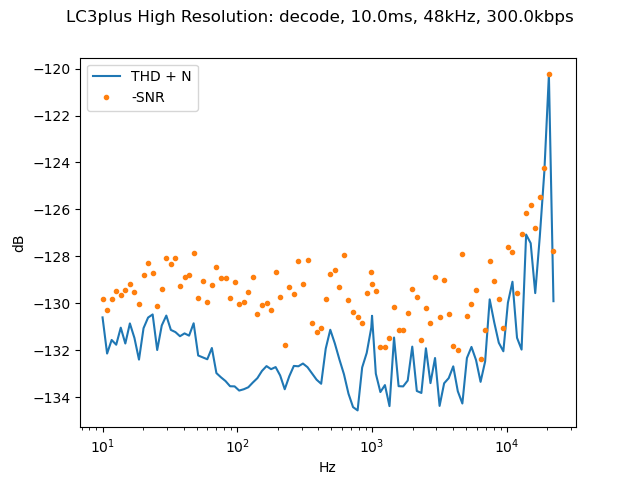 LC3plus High Resolution: decode, 10.0ms, 48kHz, 300.0kbps
THD + N
-SNR
−120
−122
−124
−126
−128
−130
−132
−134
dB
10¹
10²
10³
10⁴
Hz